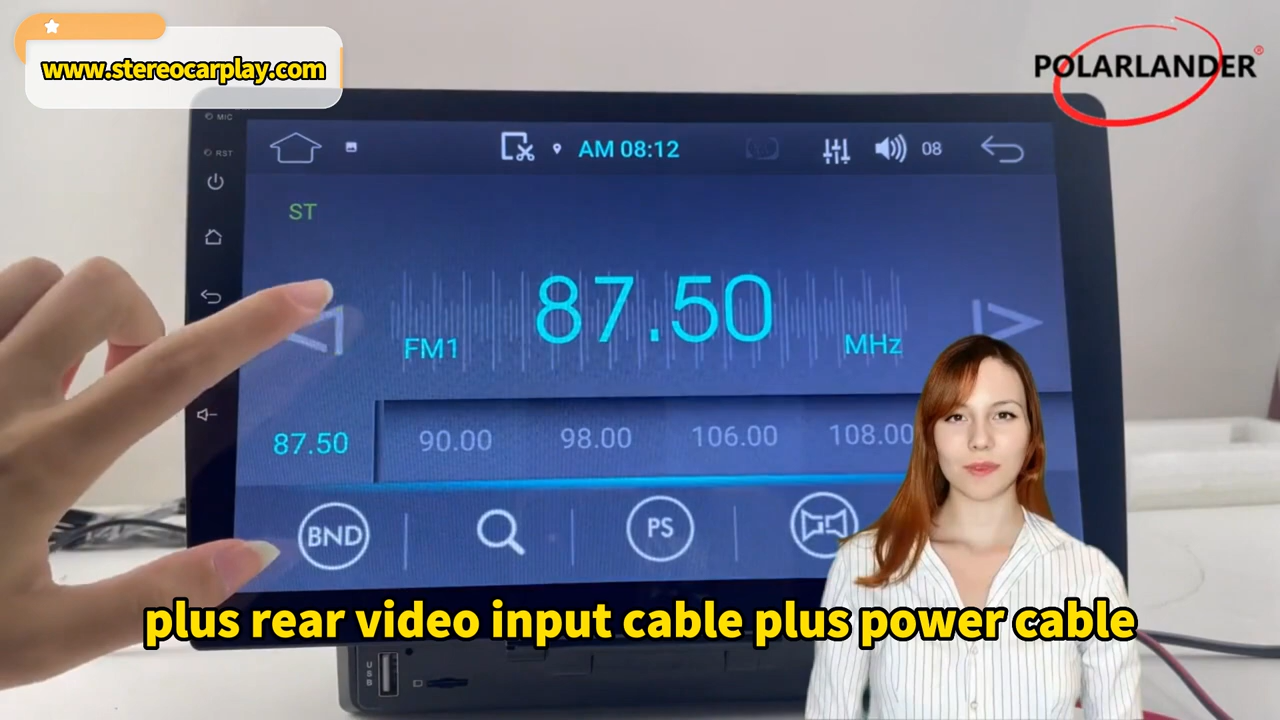 www.stereocarplay.com
POLARLANDER®
MIC
RST
AM 08:12
08
ST
87.50
FM1
MHz
87.50
90.00
98.00
106.00
108.00
BND
PS
plus rear video input cable plus power cable
USB